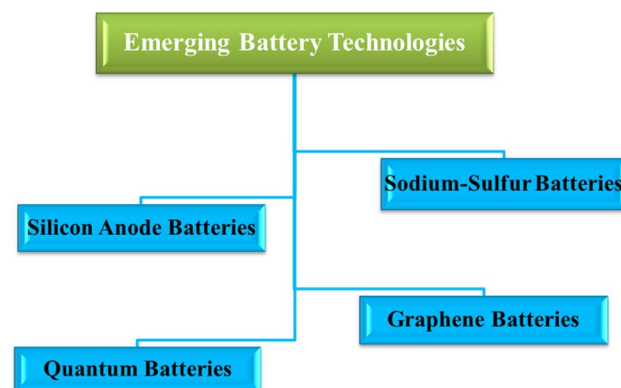 Emerging Battery Technologies
Sodium-Sulfur Batteries
Silicon Anode Batteries
Graphene Batteries
Quantum Batteries